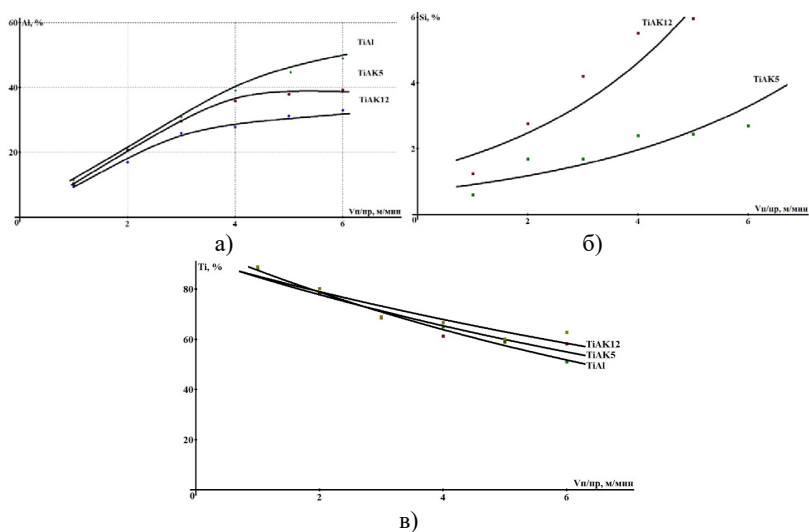 Al, %
60
TiAl
TiAK5
40
TiAK12
20
Vп/пр, м/мин
0
2
4
6
а)
6
Si, %
TiAK12
4
TiAK5
2
Vп/пр, м/мин
0
2
4
6
б)
Ti, %
80
60
TiAK12
TiAK5
TiAl
40
20
Vп/пр, м/мин
0
2
4
6
в)